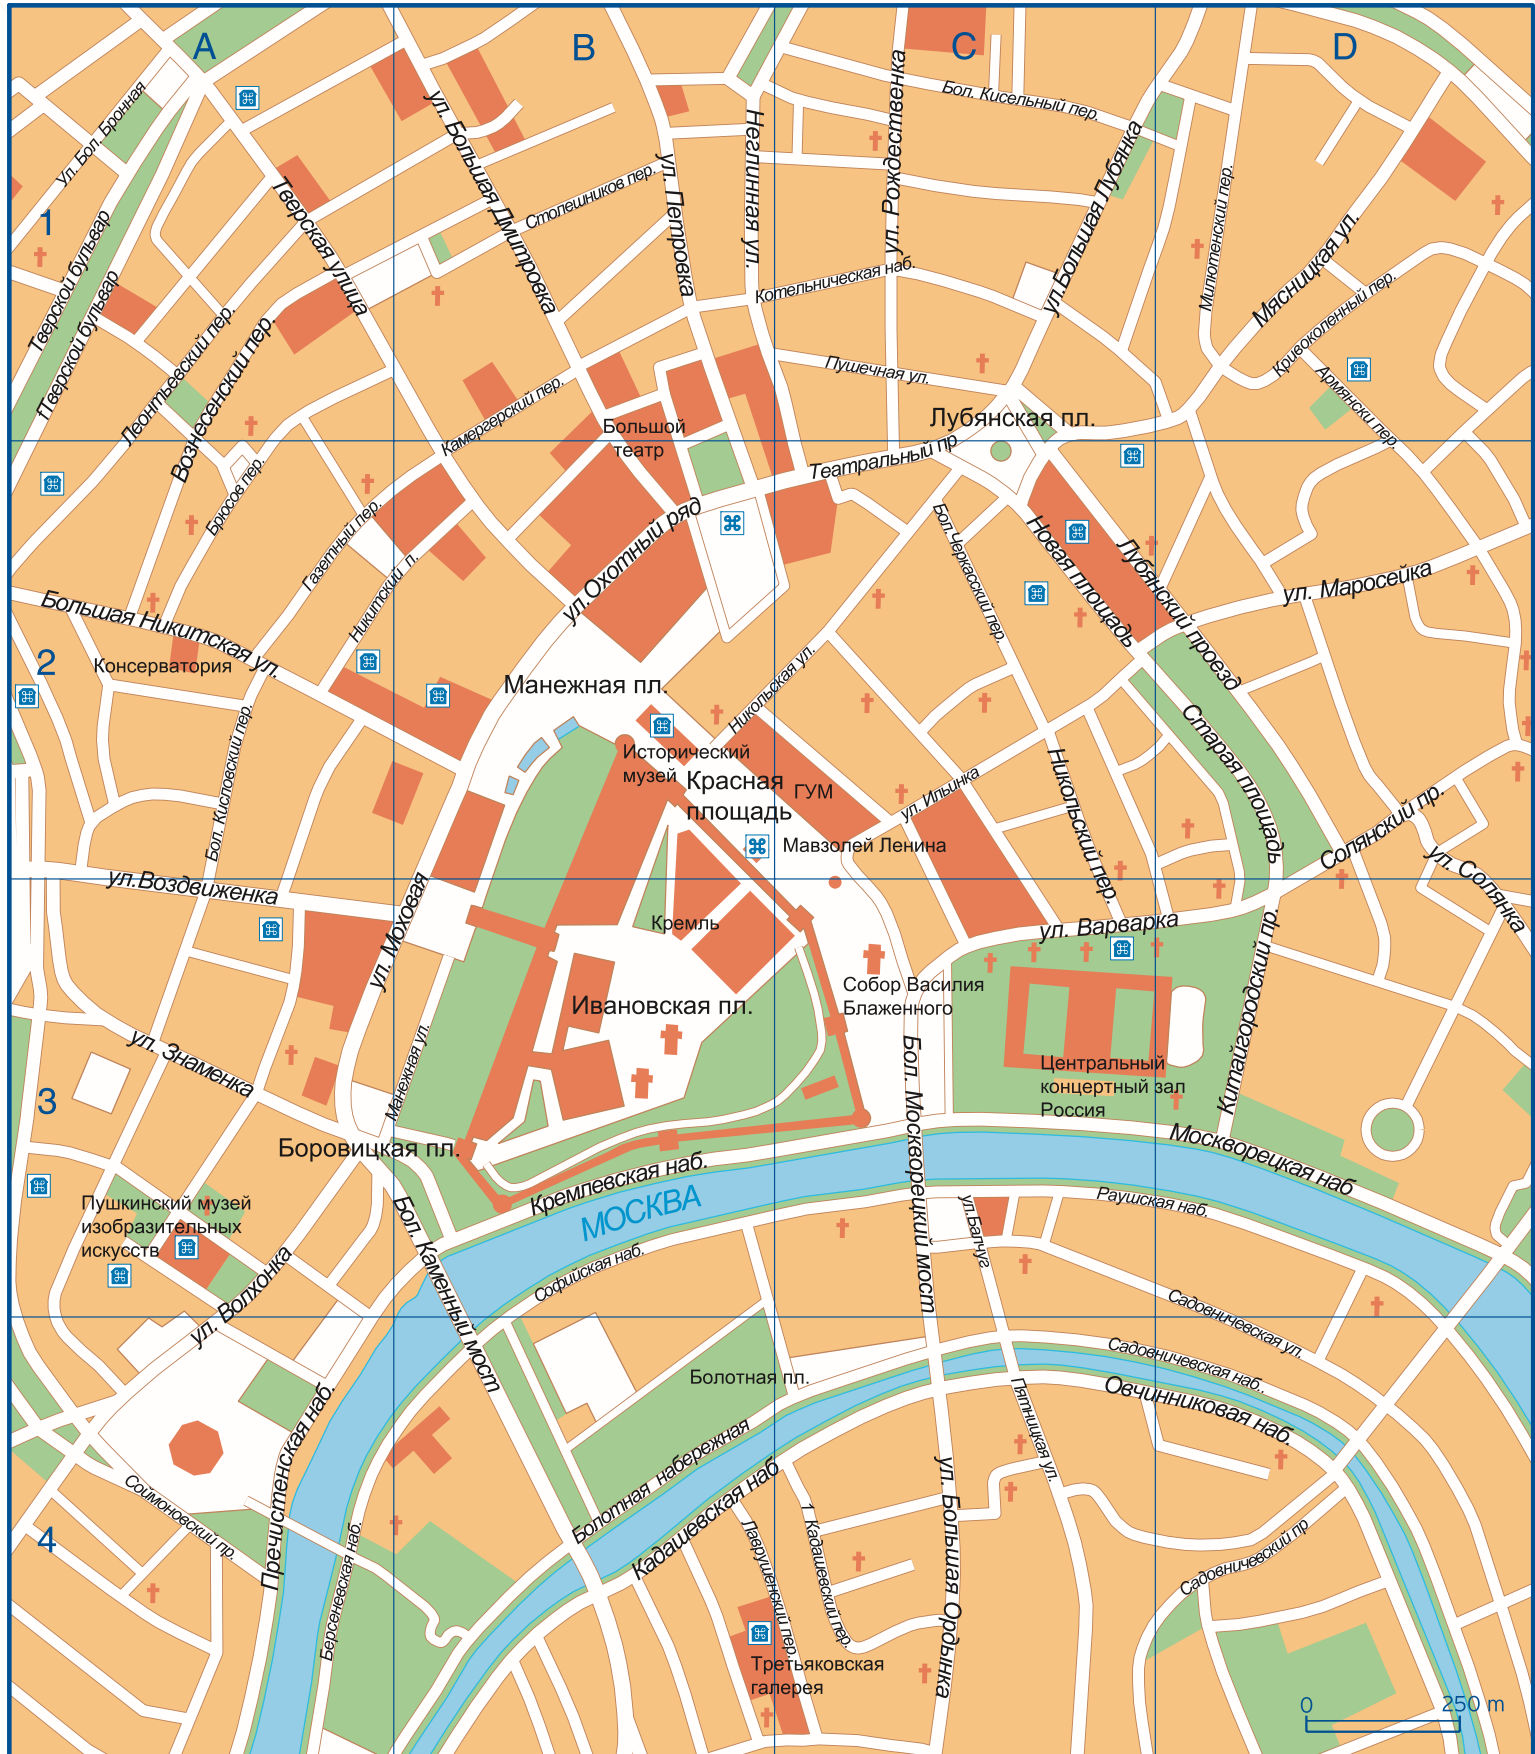 A
B
C
D
1
2
3
4
Ул. Бол. Бронная
Тверской бульвар
fТверской бульвар
Леонтьевский пер.
Вознесенский пер.
Брюсов пер.
Тверская улица
ул. Большая Дмитровка
Столешников пер.
ул. Петровка
Неглинная ул.
ул. Рождественка
Бол. Кисельный пер.
ул.Большая Лубянка
Милютенский пер.
Мясницкая ул.
Кривоколенный пер.
Армянски пер.
Котельническая наб.
Пушечная ул.
Лубянская пл.
Театральный пр
Камергерский пер.
Большой
театр
Газетный пер.
Никитский п.
ул.Охотный ряд
Большая Никитская ул.
Консерватория
Манежная пл.
Никольская ул.
Бол.Черкасский пер.
Новая площадь
Лубянский проезд
ул. Маросейка
Старая площадь
Исторический
музей
Красная
площадь
ГУМ
Мавзолей Ленина
ул. Ильинка
Никольский пер.
Солянский пр.
ул. Солянка
Бол. Кисловский пер.
ул.Воздвиженка
ул. Моховая
Кремль
ул. Варварка
Собор Василия
Блаженного
Ивановская пл.
Китайгородский пр.
Центральный
концертный зал
Россия
ул. Знаменка
Манежная ул.
Боровицкая пл.
Бол. Москворецкий мост
Москворецкая наб
Кремлевская наб.
МОСКВА
Раушская наб.
ул.Балчуг
Софийская наб.
Пушкинский музей
изобразительных
искусств
ул. Волхонка
Бол. Каменный мост
Садовническая ул.
Садовничевская наб..
Овчинниковая наб.
Болотная пл.
Пречистенская наб.
Болотная набережная
Кадашевская наб
Пятницкая ул.
Соймоновский пр.
Берсеневская наб.
Лаврушенский пер.
1 Кадашевский пер.
ул. Большая Ордынка
Садовничевский пр
Третьяковская
галерея
0
250 m